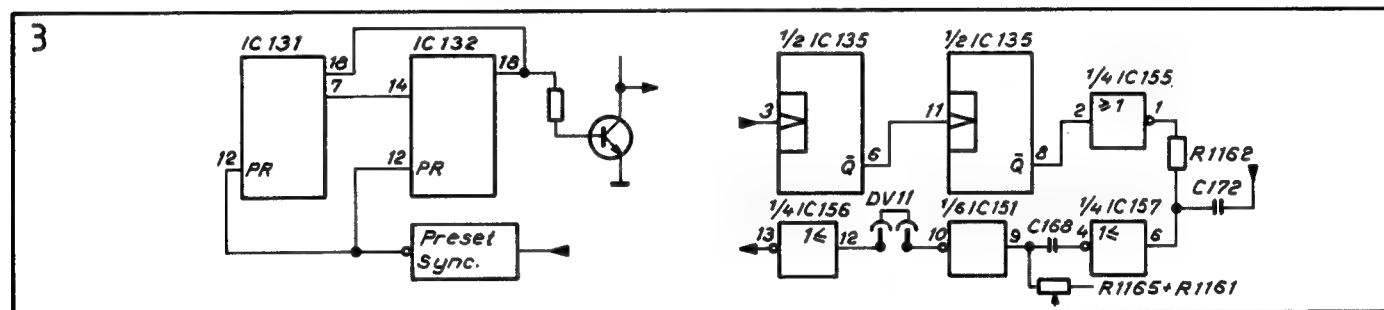 3
IC 131
IC 132
18
7
14
18
12
PR
12
PR
Preset
Sync.
1/2 IC 135
1/2 IC 135
1/4 IC 155
3
Q̄
6
11
Q̄
8
2
≥1
1
R1162
C172
1/4 IC 156
13
1≤
12
DV11
1/6 IC 151
10
9
C168
1/4 IC 157
4
1≤
6
R1165+R1161